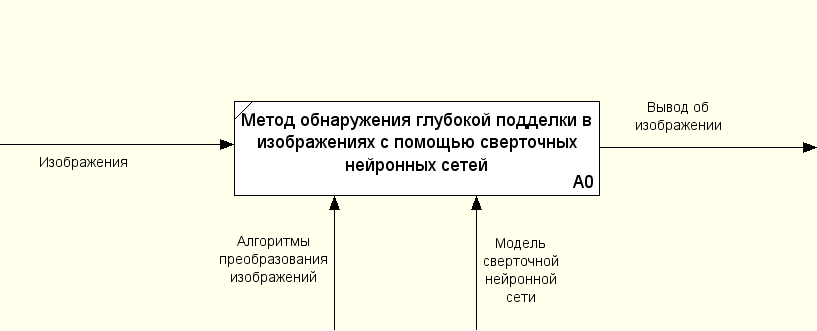 Метод обнаружения глубокой подделки в
изображениях с помощью сверточных
нейронных сетей
A0
Изображения
Вывод об
изображении
Алгоритмы
преобразования
изображений
Модель
сверточной
нейронной
сети